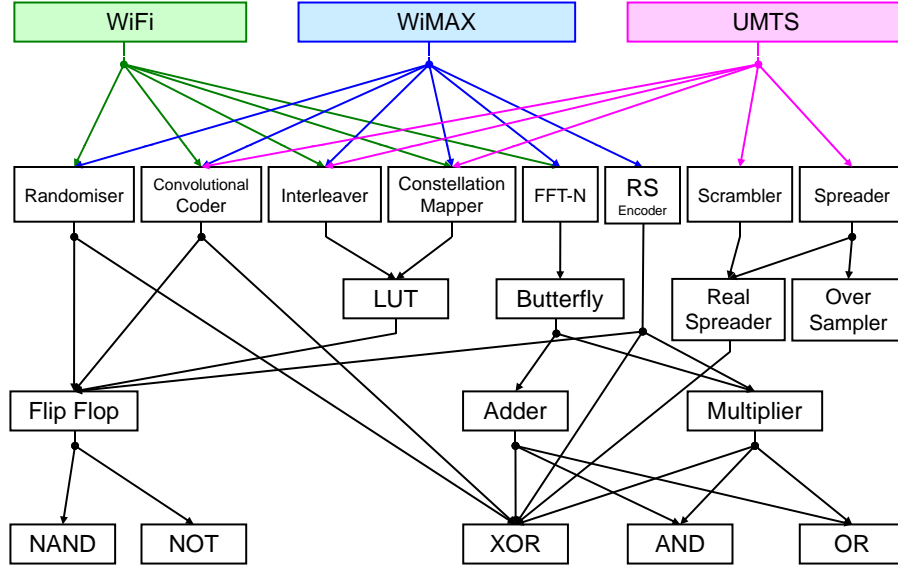 WiFi
WiMAX
UMTS
Randomiser
Convolutional
Coder
Interleaver
Constellation
Mapper
FFT-N
RS
Encoder
Scrambler
Spreader
LUT
Butterfly
Real
Spreader
Over
Sampler
Flip Flop
Adder
Multiplier
NAND
NOT
XOR
AND
OR